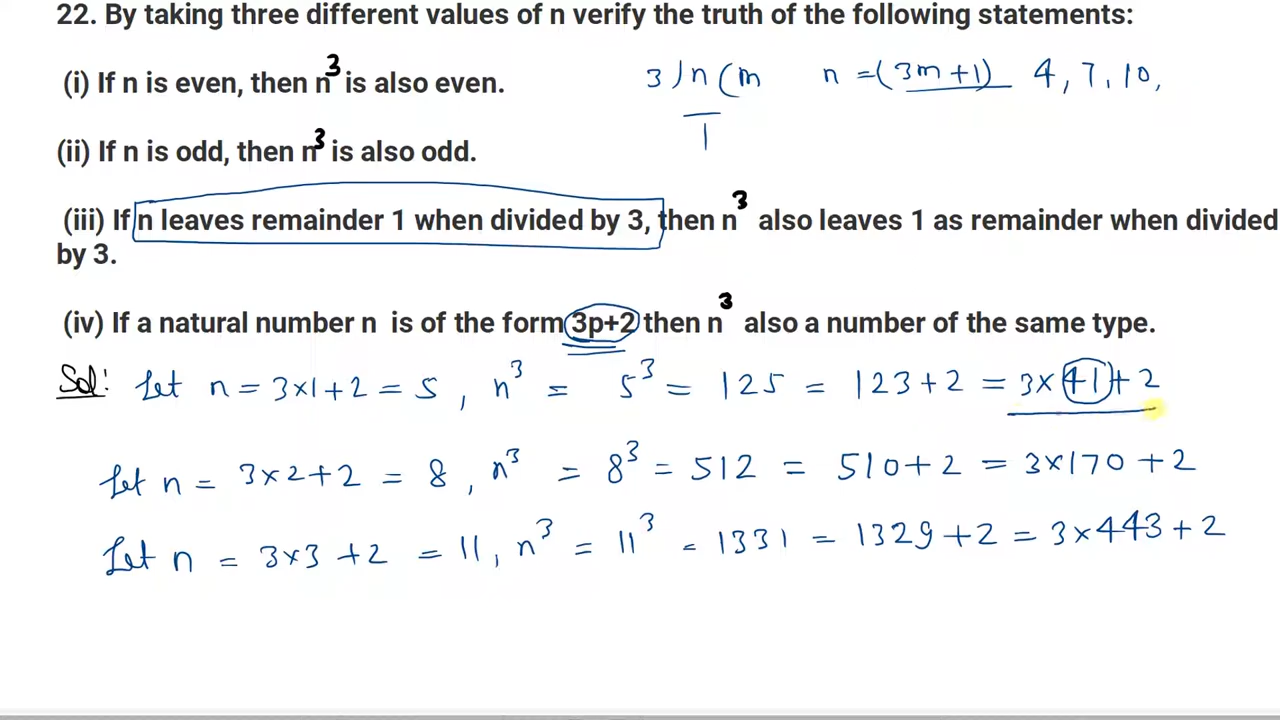 22. By taking three different values of n verify the truth of the following statements:
(i) If n is even, then n³ is also even.
3 ) n ( m
1
n = (3m + 1) 4, 7, 10,
(ii) If n is odd, then n³ is also odd.
(iii) If n leaves remainder 1 when divided by 3, then n³ also leaves 1 as remainder when divided
by 3.
(iv) If a natural number n is of the form 3p+2 then n³ also a number of the same type.
Sol: Let n = 3×1+2 = 5, n³ = 5³ = 125 = 123+2 = 3×41+2
Let n = 3×2+2 = 8, n³ = 8³ = 512 = 510+2 = 3×170+2
Let n = 3×3+2 = 11, n³ = 11³ = 1331 = 1329+2 = 3×443+2